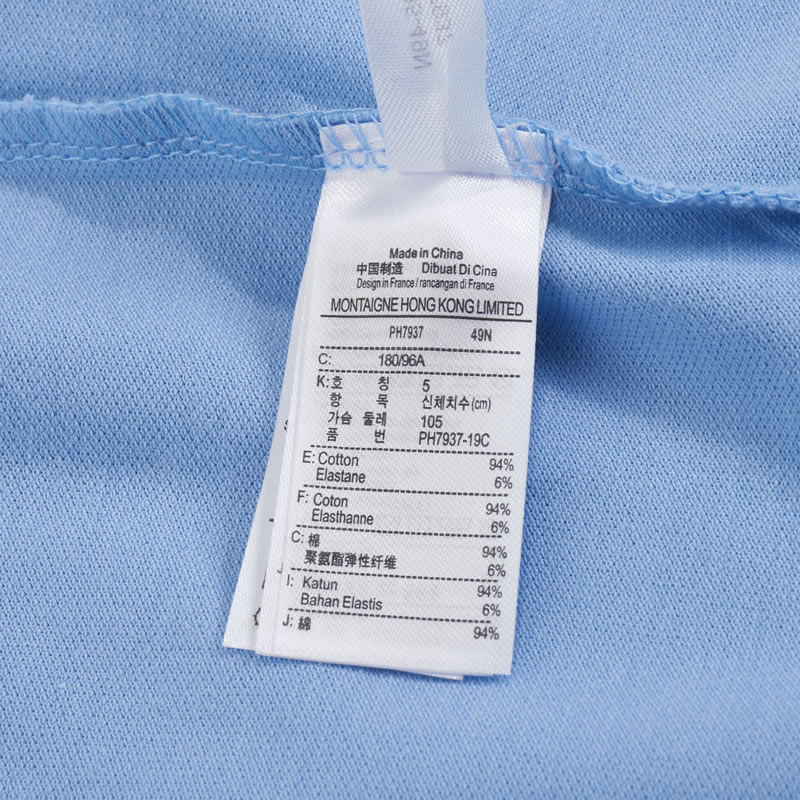 Made in China
中国制造 Dibuat Di Cina
Design in France / rancangan di France
MONTAIGNE HONG KONG LIMITED
PH7937 49N
C: 180/96A
K: 호 칭 5
항 목 신체치수(cm)
가슴 둘레 105
품 번 PH7937-19C
E: Cotton 94%
Elastane 6%
F: Coton 94%
Elasthanne 6%
C: 棉 94%
聚氨酯弹性纤维 6%
I: Katun 94%
Bahan Elastis 6%
J: 綿 94%